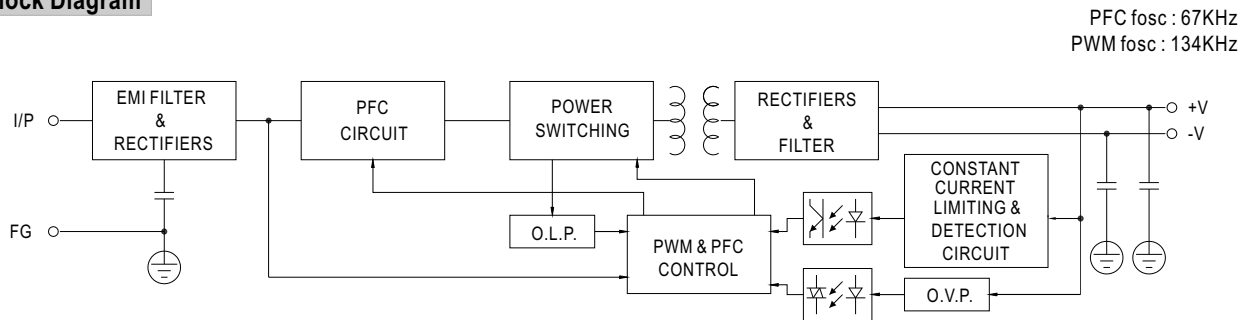 Block Diagram
PFC fosc : 67KHz
PWM fosc : 134KHz
I/P
EMI FILTER
&
RECTIFIERS
PFC
CIRCUIT
POWER
SWITCHING
RECTIFIERS
&
FILTER
+V
-V
FG
O.L.P.
PWM & PFC
CONTROL
CONSTANT
CURRENT
LIMITING &
DETECTION
CIRCUIT
O.V.P.